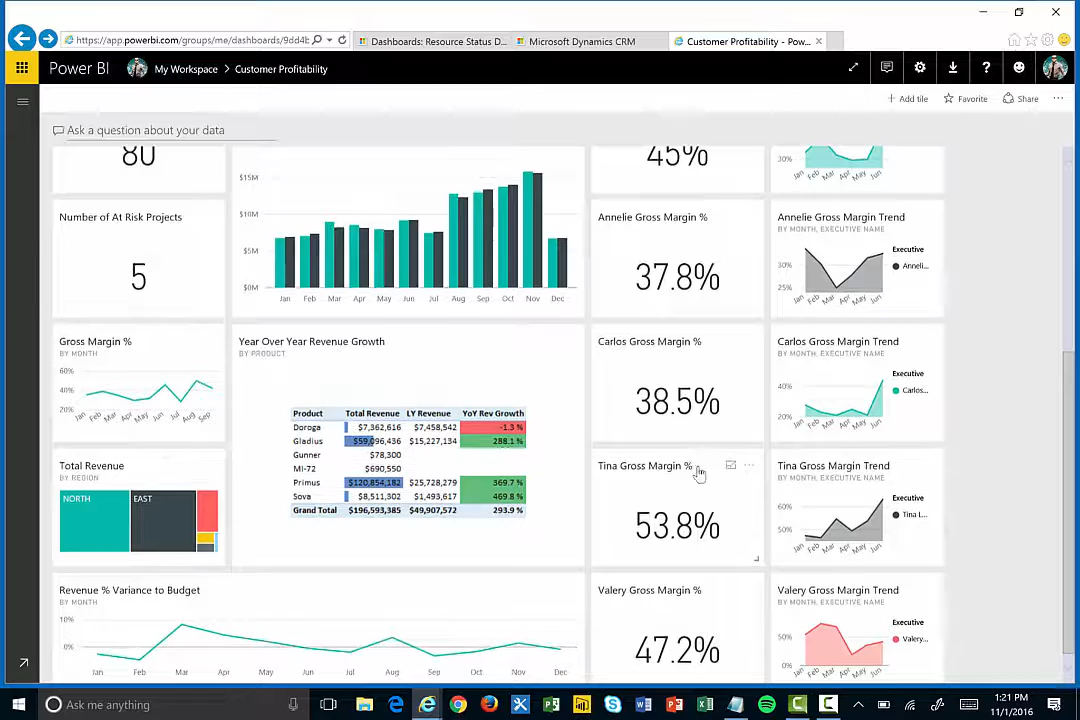 https://app.powerbi.com/groups/me/dashboards/9dd4b
Dashboards: Resource Status D...
Microsoft Dynamics CRM
Customer Profitability - Pow...
Power BI
My Workspace > Customer Profitability
Add tile
Favorite
Share
Ask a question about your data
80
$15M
$10M
$5M
$0M
Jan Feb Mar Apr May Jun Jul Aug Sep Oct Nov Dec
45%
30%
Jan Feb Mar Apr May Jun
Number of At Risk Projects
5
Annelie Gross Margin %
37.8%
Annelie Gross Margin Trend
BY MONTH, EXECUTIVE NAME
Executive
Anneli...
30%
25%
Jan Feb Mar Apr May Jun
Gross Margin %
BY MONTH
60%
40%
20%
Jan Feb Mar Apr May Jun Jul Aug Sep
Year Over Year Revenue Growth
BY PRODUCT
Product Total Revenue LY Revenue YoY Rev Growth
Doroga $7,362,616 $7,458,542 -1.3 %
Gladius $59,096,436 $15,227,134 288.1 %
Gunner $78,300
MI-72 $690,550
Primus $120,854,182 $25,728,279 369.7 %
Sova $8,511,302 $1,493,617 469.8 %
Grand Total $196,593,385 $49,907,572 293.9 %
Carlos Gross Margin %
38.5%
Carlos Gross Margin Trend
BY MONTH, EXECUTIVE NAME
Executive
Carlos...
40%
20%
Jan Feb Mar Apr May Jun
Total Revenue
BY REGION
NORTH
EAST
Tina Gross Margin %
53.8%
Tina Gross Margin Trend
BY MONTH, EXECUTIVE NAME
Executive
Tina L...
60%
50%
Jan Feb Mar Apr May Jun
Revenue % Variance to Budget
BY MONTH
10%
0%
Jan Feb Mar Apr May Jun Jul Aug Sep Oct Nov Dec
Valery Gross Margin %
47.2%
Valery Gross Margin Trend
BY MONTH, EXECUTIVE NAME
Executive
Valery...
50%
0%
Jan Feb Mar Apr May Jun
Ask me anything
1:21 PM
11/1/2016